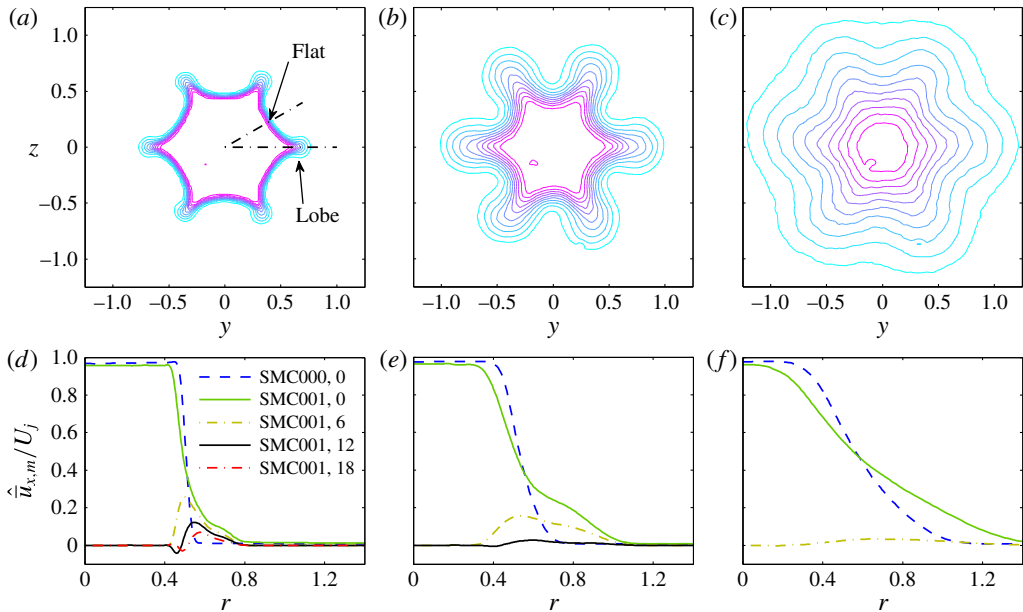 (a) (b) (c)
1.0
0.5
z 0
−0.5
−1.0
Flat
Lobe
−1.0 −0.5 0 0.5 1.0
y
−1.0 −0.5 0 0.5 1.0
y
−1.0 −0.5 0 0.5 1.0
y
(d) (e) (f)
1.0
0.8
0.6
0.4
0.2
0
û̄x,m/Uj
SMC000, 0
SMC001, 0
SMC001, 6
SMC001, 12
SMC001, 18
0 0.4 0.8 1.2
r
0 0.4 0.8 1.2
r
0 0.4 0.8 1.2
r